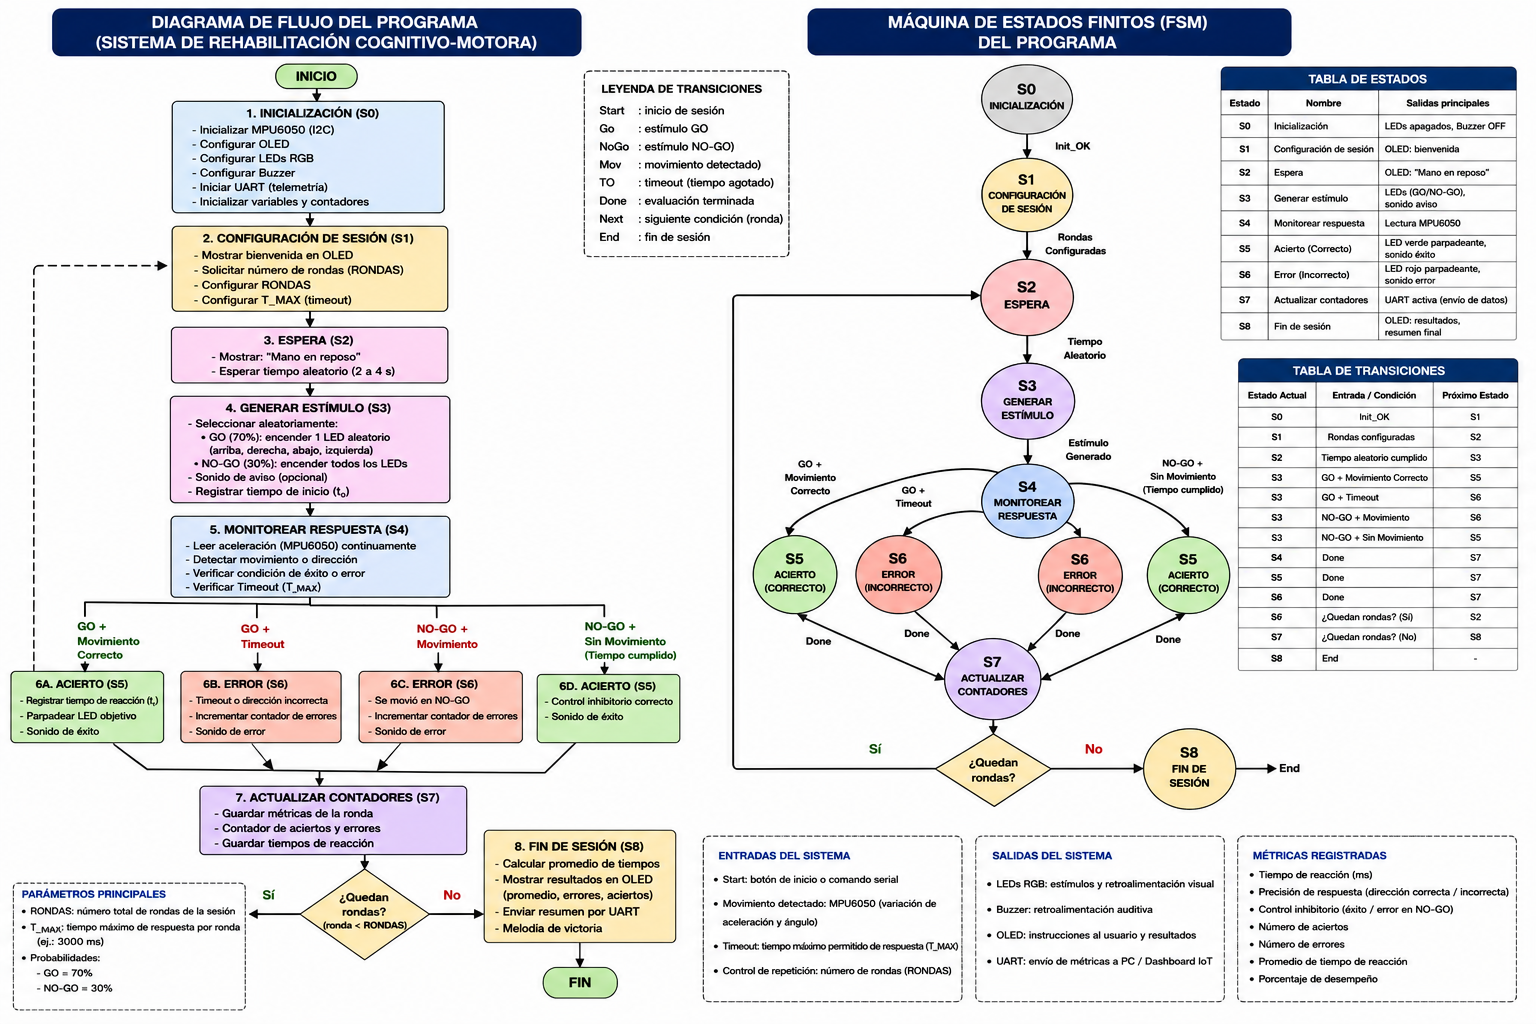 DIAGRAMA DE FLUJO DEL PROGRAMA
(SISTEMA DE REHABILITACIÓN COGNITIVO-MOTORA)
INICIO
1. INICIALIZACIÓN (S0)
- Inicializar MPU6050 (I2C)
- Configurar OLED
- Configurar LEDs RGB
- Configurar Buzzer
- Iniciar UART (telemetría)
- Inicializar variables y contadores
2. CONFIGURACIÓN DE SESIÓN (S1)
- Mostrar bienvenida en OLED
- Solicitar número de rondas (RONDAS)
- Configurar RONDAS
- Configurar T_MAX (timeout)
3. ESPERA (S2)
- Mostrar: "Mano en reposo"
- Esperar tiempo aleatorio (2 a 4 s)
4. GENERAR ESTÍMULO (S3)
- Seleccionar aleatoriamente:
• GO (70%): encender 1 LED aleatorio
(arriba, derecha, abajo, izquierda)
• NO-GO (30%): encender todos los LEDs
- Sonido de aviso (opcional)
- Registrar tiempo de inicio (t₀)
5. MONITOREAR RESPUESTA (S4)
- Leer aceleración (MPU6050) continuamente
- Detectar movimiento o dirección
- Verificar condición de éxito o error
- Verificar Timeout (T_MAX)
GO +
Movimiento
Correcto
GO +
Timeout
NO-GO +
Movimiento
NO-GO +
Sin Movimiento
(Tiempo cumplido)
6A. ACIERTO (S5)
- Registrar tiempo de reacción (tᵣ)
- Parpadear LED objetivo
- Sonido de éxito
6B. ERROR (S6)
- Timeout o dirección incorrecta
- Incrementar contador de errores
- Sonido de error
6C. ERROR (S6)
- Se movió en NO-GO
- Incrementar contador de errores
- Sonido de error
6D. ACIERTO (S5)
- Control inhibitorio correcto
- Sonido de éxito
7. ACTUALIZAR CONTADORES (S7)
- Guardar métricas de la ronda
- Contador de aciertos y errores
- Guardar tiempos de reacción
¿Quedan
rondas?
(ronda < RONDAS)
Sí
No
8. FIN DE SESIÓN (S8)
- Calcular promedio de tiempos
- Mostrar resultados en OLED
(promedio, errores, aciertos)
- Enviar resumen por UART
- Melodía de victoria
FIN
PARÁMETROS PRINCIPALES
• RONDAS: número total de rondas de la sesión
• T_MAX: tiempo máximo de respuesta por ronda
(ej.: 3000 ms)
• Probabilidades:
- GO = 70%
- NO-GO = 30%
LEYENDA DE TRANSICIONES
Start : inicio de sesión
Go : estímulo GO
NoGo : estímulo NO-GO)
Mov : movimiento detectado)
TO : timeout (tiempo agotado)
Done : evaluación terminada
Next : siguiente condición (ronda)
End : fin de sesión
MÁQUINA DE ESTADOS FINITOS (FSM)
DEL PROGRAMA
S0
INICIALIZACIÓN
Init_OK
S1
CONFIGURACIÓN
DE SESIÓN
Rondas
Configuradas
S2
ESPERA
Tiempo
Aleatorio
S3
GENERAR
ESTÍMULO
Estímulo
Generado
GO +
Movimiento
Correcto
GO +
Timeout
S4
MONITOREAR
RESPUESTA
NO-GO +
Sin Movimiento
(Tiempo cumplido)
S5
ACIERTO
(CORRECTO)
S6
ERROR
(INCORRECTO)
S6
ERROR
(INCORRECTO)
S5
ACIERTO
(CORRECTO)
Done
Done
Done
Done
S7
ACTUALIZAR
CONTADORES
¿Quedan
rondas?
Sí
No
S8
FIN DE
SESIÓN
End
TABLA DE ESTADOS
Estado Nombre Salidas principales
S0 Inicialización LEDs apagados, Buzzer OFF
S1 Configuración de sesión OLED: bienvenida
S2 Espera OLED: "Mano en reposo"
S3 Generar estímulo LEDs (GO/NO-GO),
sonido aviso
S4 Monitorear respuesta Lectura MPU6050
S5 Acierto (Correcto) LED verde parpadeante,
sonido éxito
S6 Error (Incorrecto) LED rojo parpadeante,
sonido error
S7 Actualizar contadores UART activa (envío de datos)
S8 Fin de sesión OLED: resultados,
resumen final
TABLA DE TRANSICIONES
Estado Actual Entrada / Condición Próximo Estado
S0 Init_OK S1
S1 Rondas configuradas S2
S2 Tiempo aleatorio cumplido S3
S3 GO + Movimiento Correcto S5
S3 GO + Timeout S6
S3 NO-GO + Movimiento S6
S3 NO-GO + Sin Movimiento S5
S4 Done S7
S5 Done S7
S6 Done S7
S6 ¿Quedan rondas? (Sí) S2
S7 ¿Quedan rondas? (No) S8
S8 End -
ENTRADAS DEL SISTEMA
• Start: botón de inicio o comando serial
• Movimiento detectado: MPU6050 (variación de
aceleración y ángulo)
• Timeout: tiempo máximo permitido de respuesta (T_MAX)
• Control de repetición: número de rondas (RONDAS)
SALIDAS DEL SISTEMA
• LEDs RGB: estímulos y retroalimentación visual
• Buzzer: retroalimentación auditiva
• OLED: instrucciones al usuario y resultados
• UART: envío de métricas a PC / Dashboard IoT
MÉTRICAS REGISTRADAS
• Tiempo de reacción (ms)
• Precisión de respuesta (dirección correcta / incorrecta)
• Control inhibitorio (éxito / error en NO-GO)
• Número de aciertos
• Número de errores
• Promedio de tiempo de reacción
• Porcentaje de desempeño